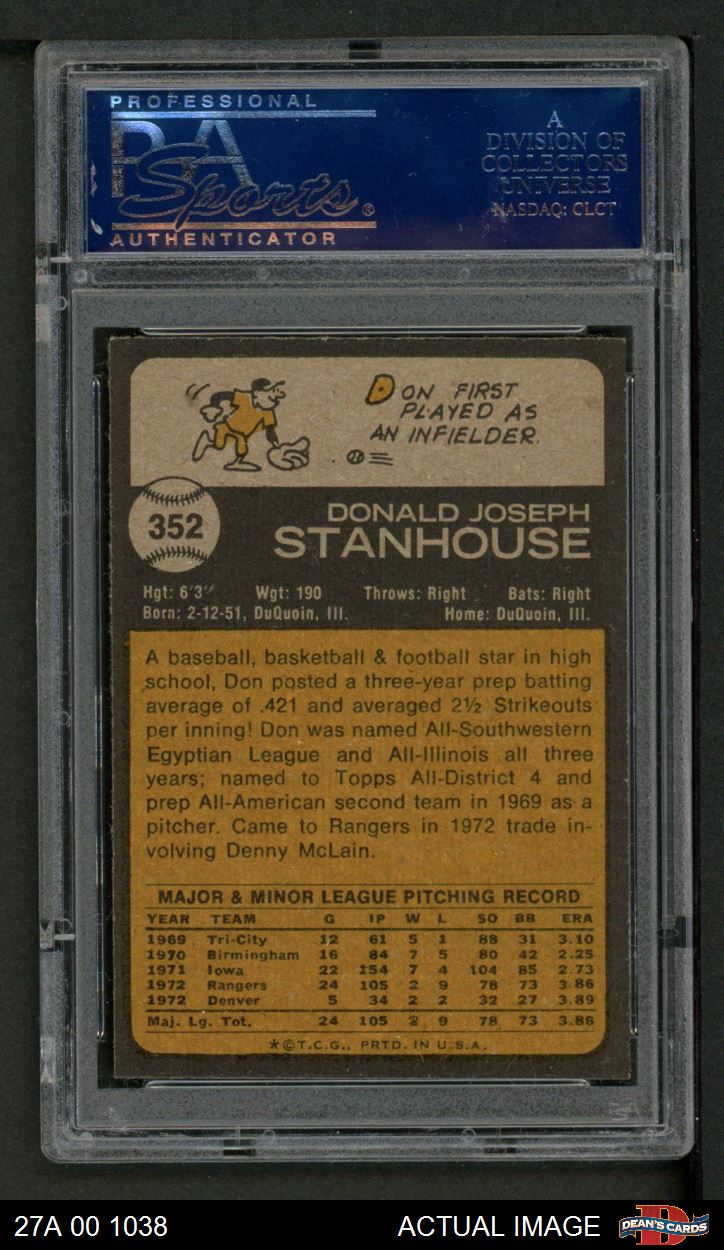 PROFESSIONAL
PSA
Sports®
AUTHENTICATOR
A
DIVISION OF
COLLECTORS
UNIVERSE
NASDAQ: CLCT
DON FIRST
PLAYED AS
AN INFIELDER.
352
DONALD JOSEPH
STANHOUSE
Hgt: 6'3" Wgt: 190 Throws: Right Bats: Right
Born: 2-12-51, DuQuoin, Ill. Home: DuQuoin, Ill.
A baseball, basketball & football star in high
school, Don posted a three-year prep batting
average of .421 and averaged 2½ Strikeouts
per inning! Don was named All-Southwestern
Egyptian League and All-Illinois all three
years; named to Topps All-District 4 and
prep All-American second team in 1969 as a
pitcher. Came to Rangers in 1972 trade in-
volving Denny McLain.
MAJOR & MINOR LEAGUE PITCHING RECORD
YEAR TEAM G IP W L SO BB ERA
1969 Tri-City 12 61 5 1 88 31 3.10
1970 Birmingham 16 84 7 5 80 42 2.25
1971 Iowa 22 154 7 4 104 85 2.73
1972 Rangers 24 105 2 9 78 73 3.86
1972 Denver 5 34 2 2 32 27 3.89
Maj. Lg. Tot. 24 105 2 9 78 73 3.86
*©T.C.G., PRTD. IN U.S.A.
27A 00 1038 ACTUAL IMAGE DEAN'S CARDS